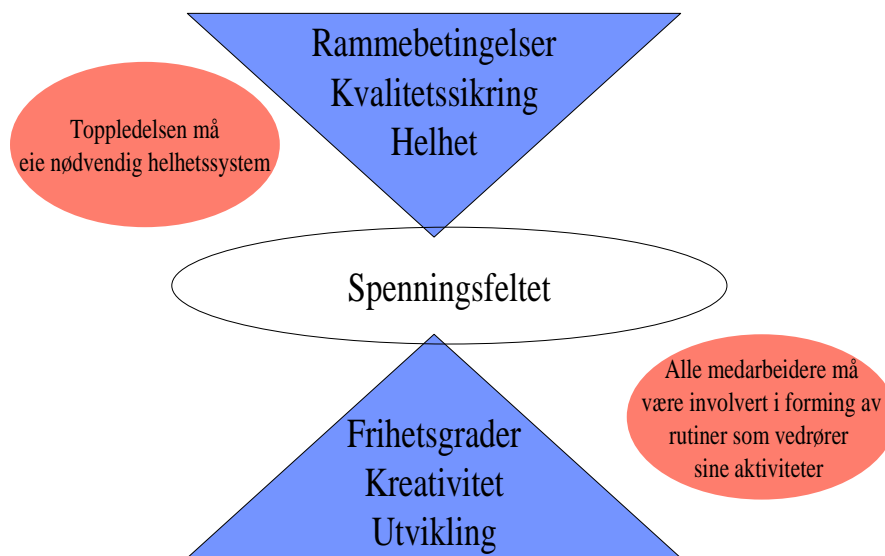 Rammebetingelser
Kvalitetssikring
Helhet
Toppledelsen må
eie nødvendig helhetssystem
Spenningsfeltet
Alle medarbeidere må
være involvert i forming av
rutiner som vedrører
sine aktiviteter
Frihetsgrader
Kreativitet
Utvikling